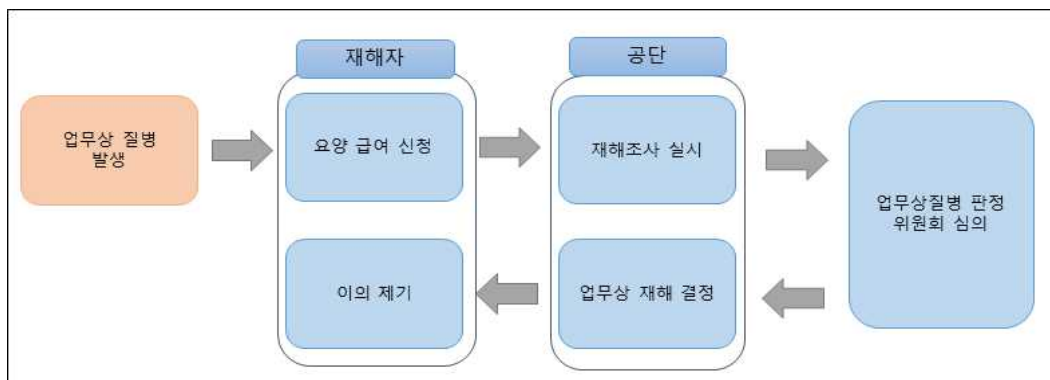 재해자
공단
업무상 질병
발생
요양 급여 신청
재해조사 실시
업무상질병 판정
위원회 심의
이의 제기
업무상 재해 결정